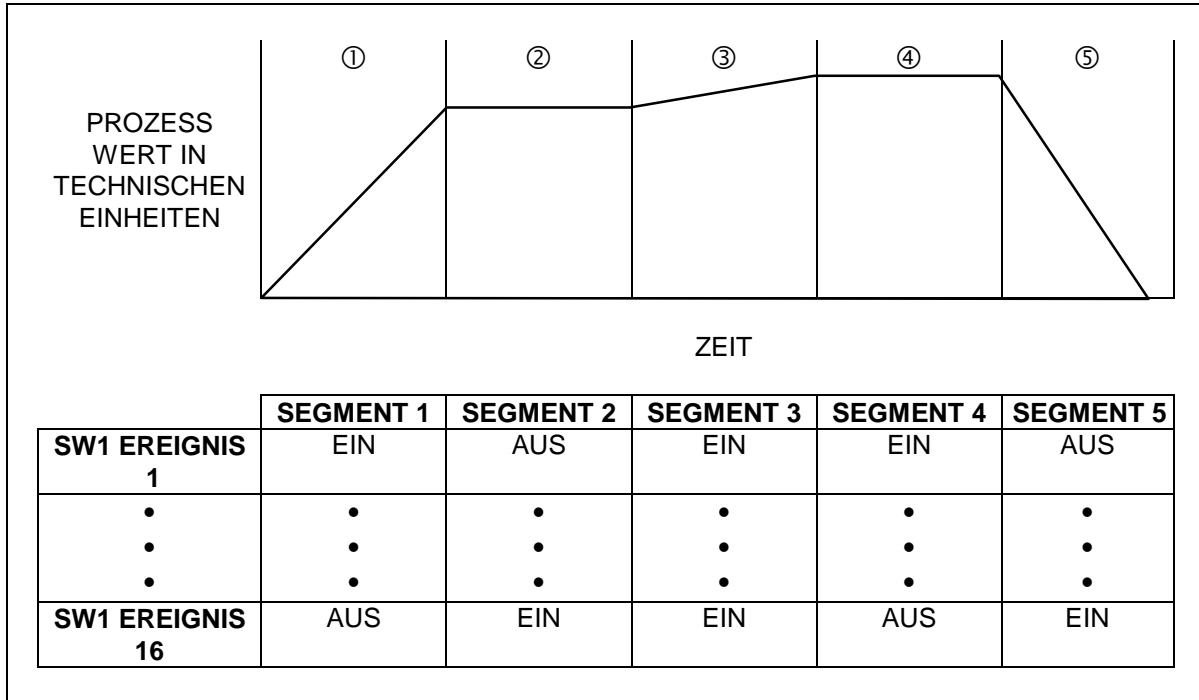 ① ② ③ ④ ⑤
PROZESS
WERT IN
TECHNISCHEN
EINHEITEN
ZEIT
SEGMENT 1 SEGMENT 2 SEGMENT 3 SEGMENT 4 SEGMENT 5
SW1 EREIGNIS EIN AUS EIN EIN AUS
1
• • • • • •
• • • • • •
• • • • • •
SW1 EREIGNIS AUS EIN EIN AUS EIN
16